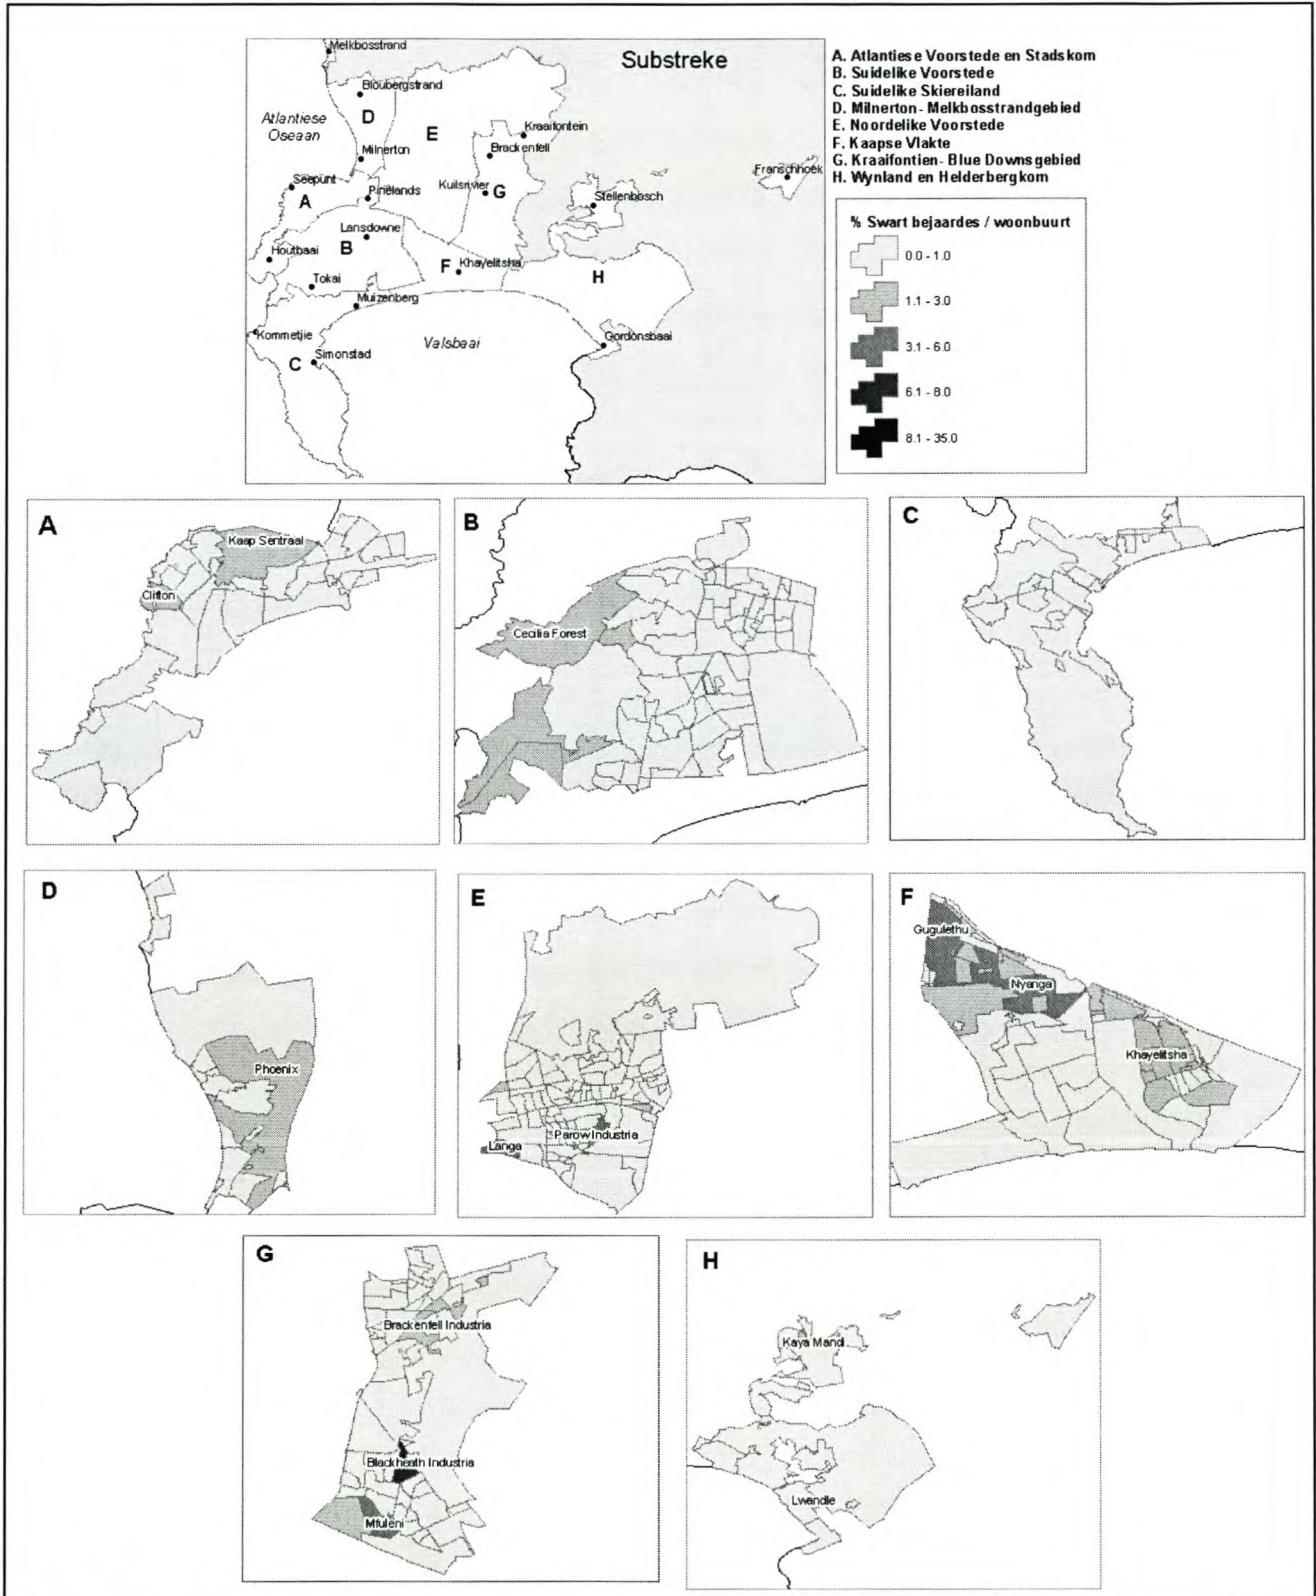 Substreke
Melkbosstrand
Bloubergstrand
Atlantiese
Oseaan
D
E
Kraaifontein
Milnerton
Brackenfell
Seepunt
Pinelands
Kuilsrivier
G
Franschhoek
A
Stellenbosch
Lansdowne
B
Houtbaai
F
Khayelitsha
H
Tokai
Muizenberg
Kommetjie
Valsbaai
Gordonsbaai
Simonstad
C
A. Atlantiese Voorstede en Stadskom
B. Suidelike Voorstede
C. Suidelike Skiereiland
D. Milnerton- Melkbosstrandgebied
E. Noordelike Voorstede
F. Kaapse Vlakte
G. Kraaifontien- Blue Downsgebied
H. Wynland en Helderbergkom
% Swart bejaardes / woonbuurt
0.0 - 1.0
1.1 - 3.0
3.1 - 6.0
6.1 - 8.0
8.1 - 35.0
A
Kaap Sentraal
Clifton
B
Cecilia Forest
C
D
Phoenix
E
Parow Industria
Langa
F
Gugulethu
Nyanga
Khayelitsha
G
Brackenfell Industria
Blackheath Industria
Mfuleni
H
Kaya Mandi
Lwandle